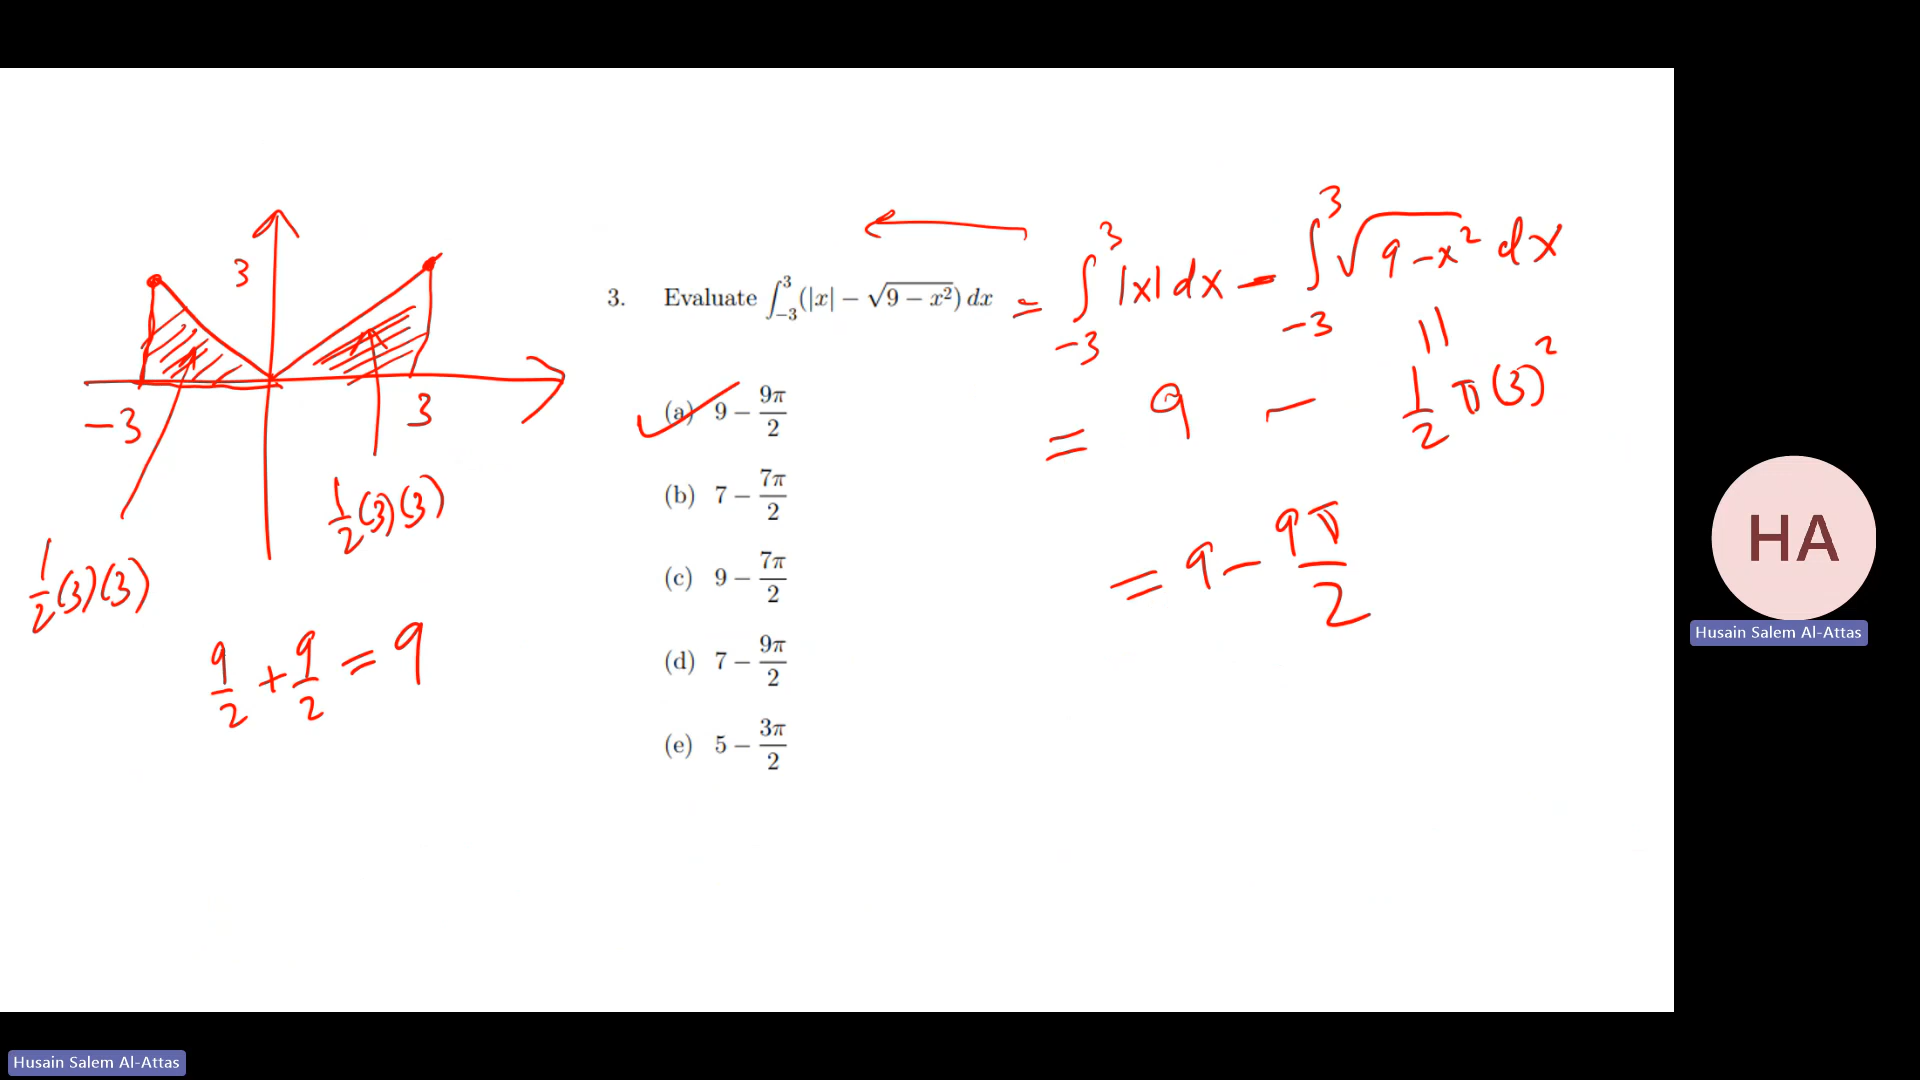 3
-3
3
1/2 (3)(3)
1/2 (3)(3)
9/2 + 9/2 = 9
3. Evaluate ∫_{-3}^{3} (|x| − √(9 − x²)) dx
(a) 9 − 9π/2
(b) 7 − 7π/2
(c) 9 − 7π/2
(d) 7 − 9π/2
(e) 5 − 3π/2
= ∫_{-3}^{3} |x| dx − ∫_{-3}^{3} √(9 − x²) dx
= 9 − 1/2 π(3)²
= 9 − 9π/2
HA
Husain Salem Al-Attas
Husain Salem Al-Attas